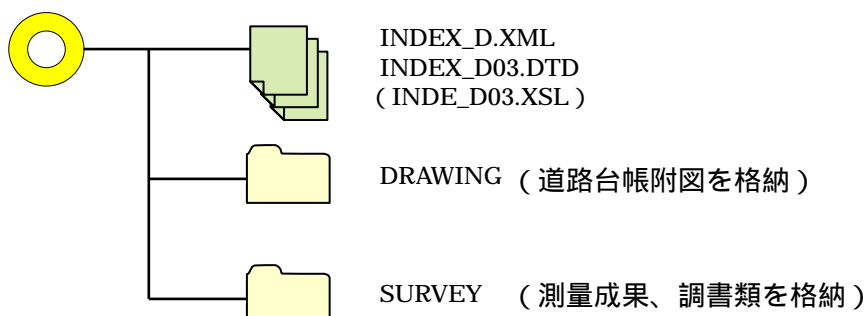 INDEX_D.XML
INDEX_D03.DTD
( INDE_D03.XSL )
DRAWING ( 道路台帳附図を格納 )
SURVEY ( 測量成果、調書類を格納 )